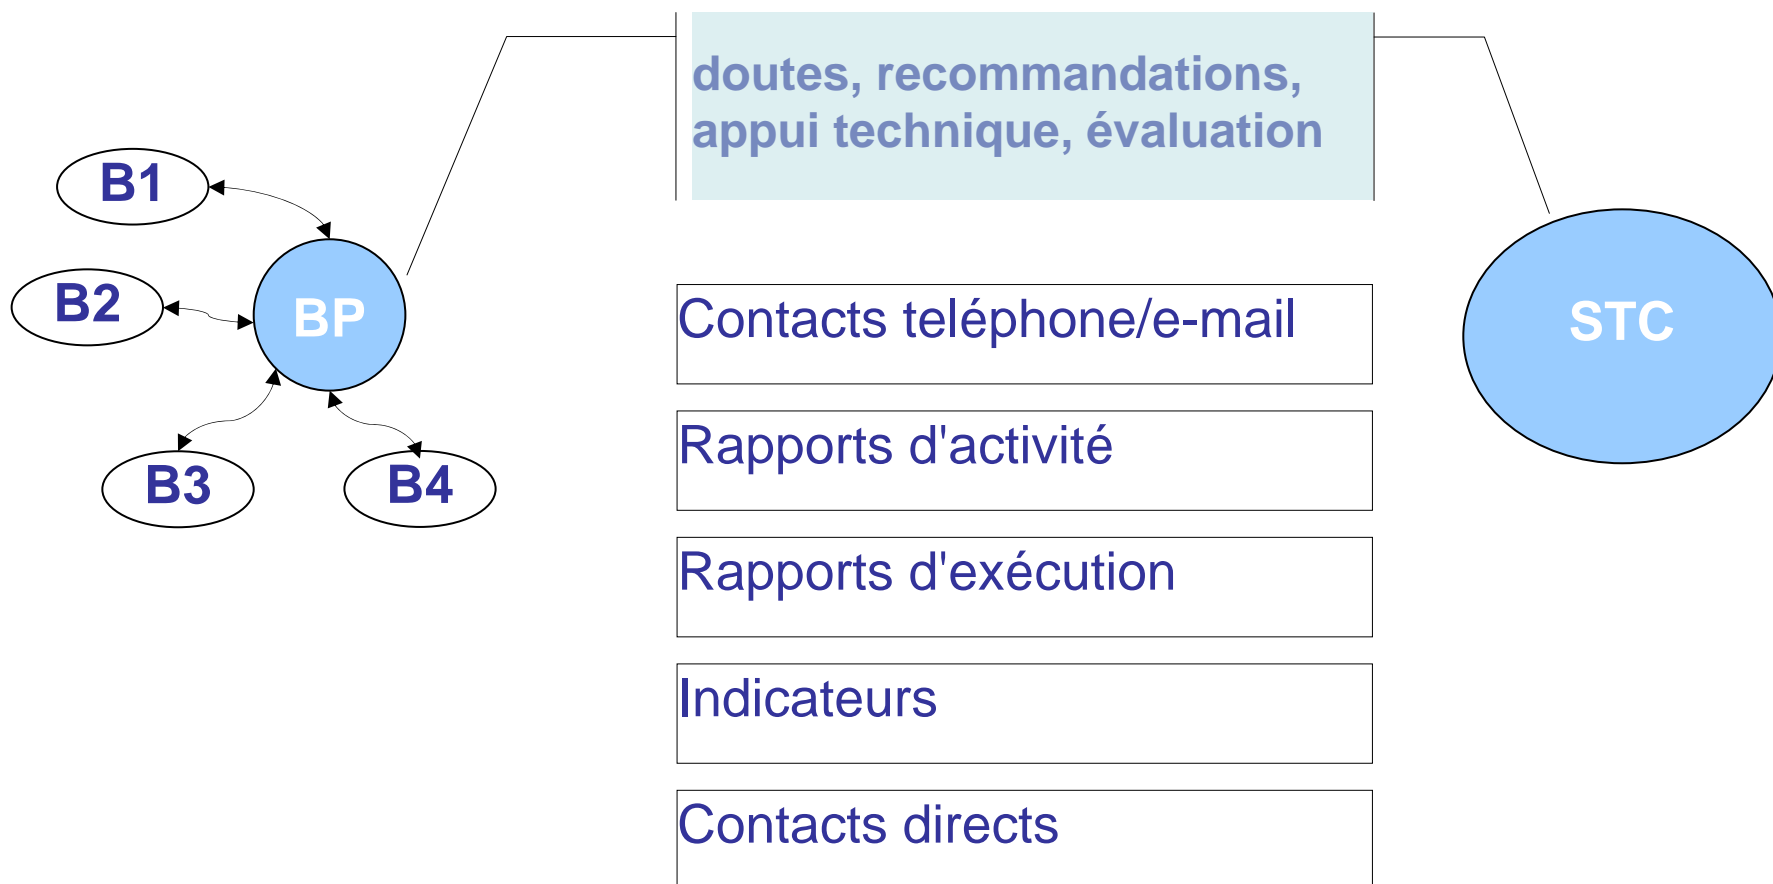 doutes, recommandations,
appui technique, évaluation
B1
B2
BP
B3
B4
STC
Contacts teléphone/e-mail
Rapports d'activité
Rapports d'exécution
Indicateurs
Contacts directs